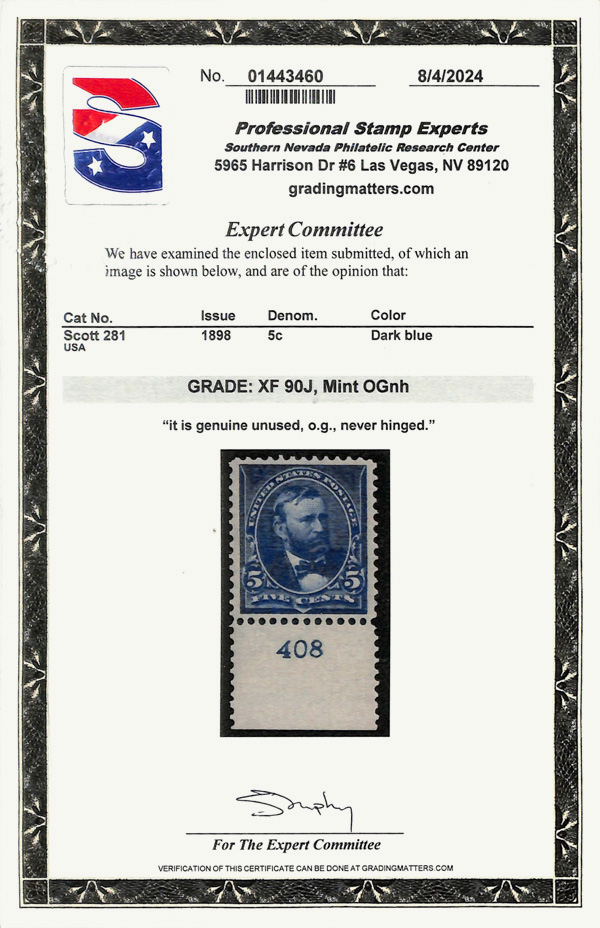 No. 01443460 8/4/2024
Professional Stamp Experts
Southern Nevada Philatelic Research Center
5965 Harrison Dr #6 Las Vegas, NV 89120
gradingmatters.com
Expert Committee
We have examined the enclosed item submitted, of which an
image is shown below, and are of the opinion that:
Cat No. Issue Denom. Color
Scott 281 1898 5c Dark blue
USA
GRADE: XF 90J, Mint OGnh
“it is genuine unused, o.g., never hinged.”
UNITED STATES POSTAGE
5 5
FIVE CENTS
408
For The Expert Committee
VERIFICATION OF THIS CERTIFICATE CAN BE DONE AT GRADINGMATTERS.COM